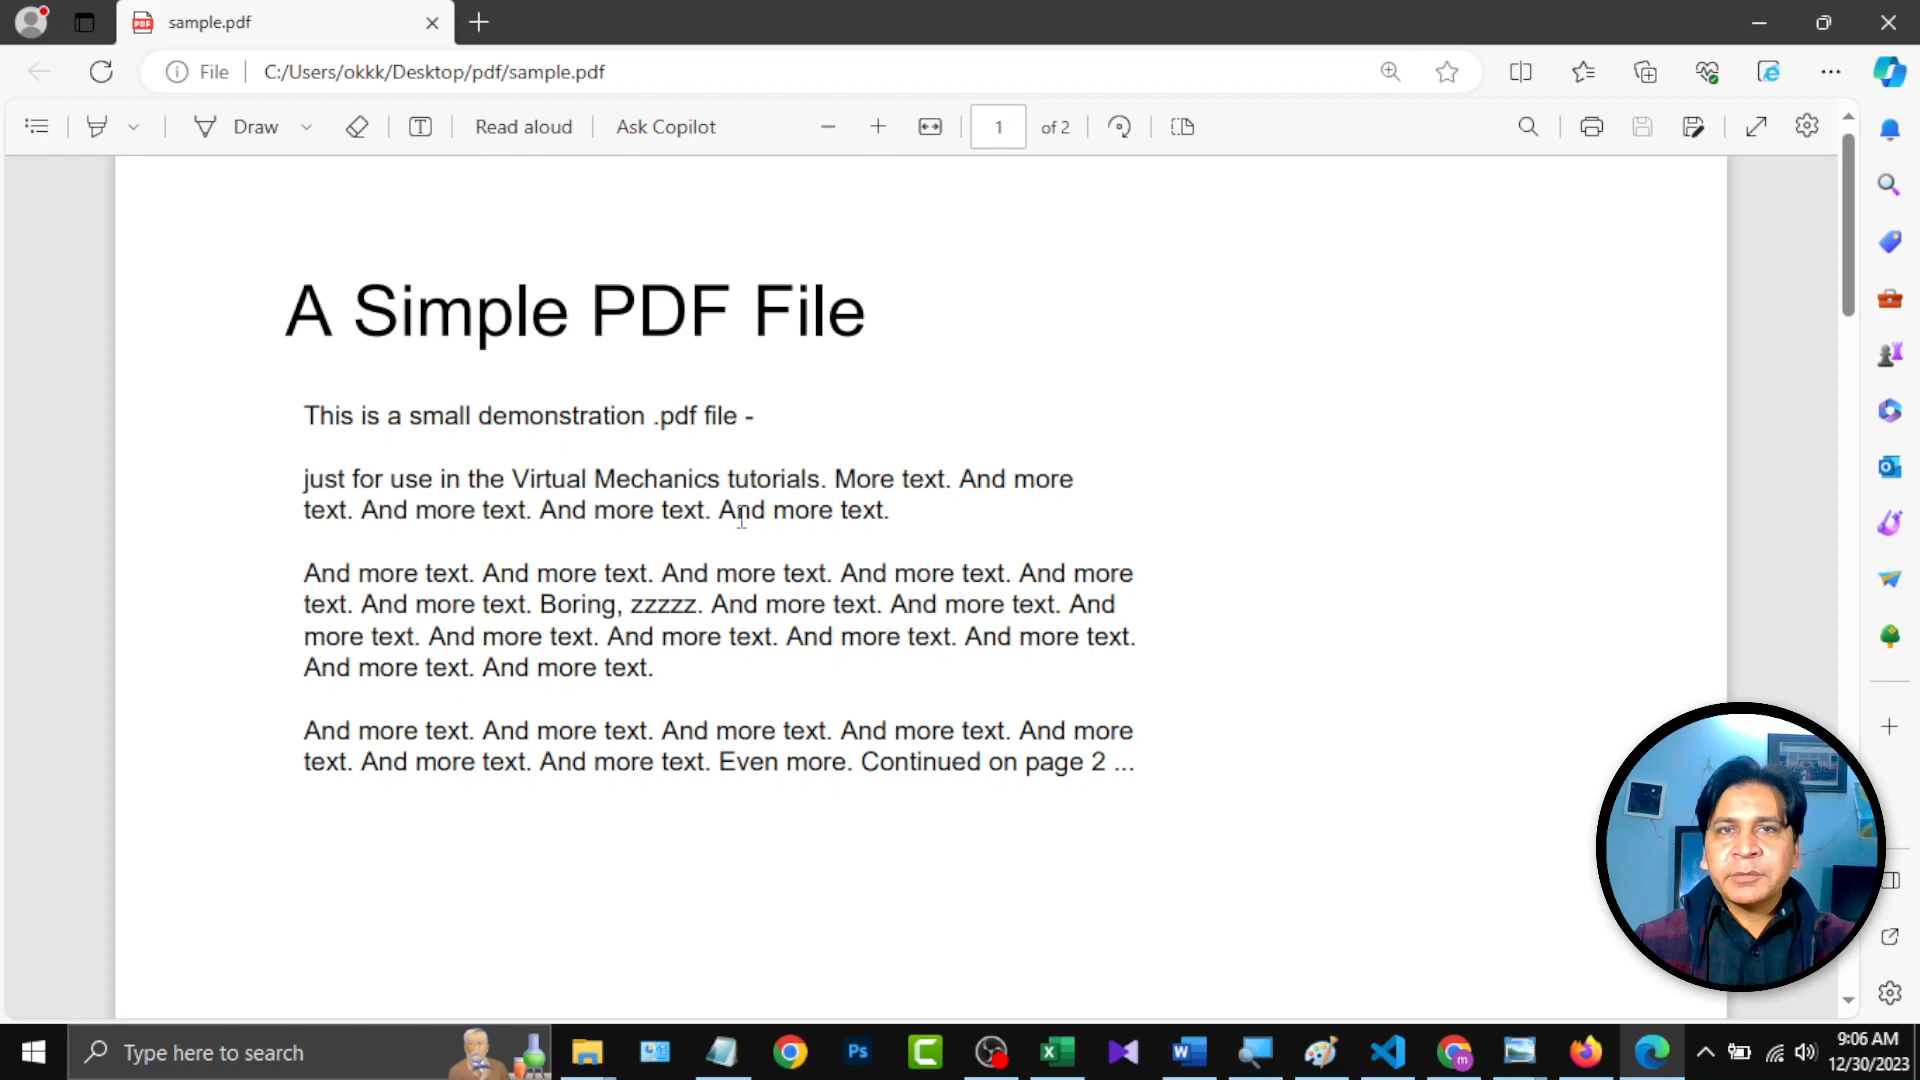 sample.pdf
File C:/Users/okkk/Desktop/pdf/sample.pdf
Draw Read aloud Ask Copilot 1 of 2
A Simple PDF File
This is a small demonstration .pdf file -
just for use in the Virtual Mechanics tutorials. More text. And more
text. And more text. And more text. And more text.
And more text. And more text. And more text. And more text. And more
text. And more text. Boring, zzzzz. And more text. And more text. And
more text. And more text. And more text. And more text. And more text.
And more text. And more text.
And more text. And more text. And more text. And more text. And more
text. And more text. And more text. Even more. Continued on page 2 ...
Type here to search
Ps
9:06 AM
12/30/2023